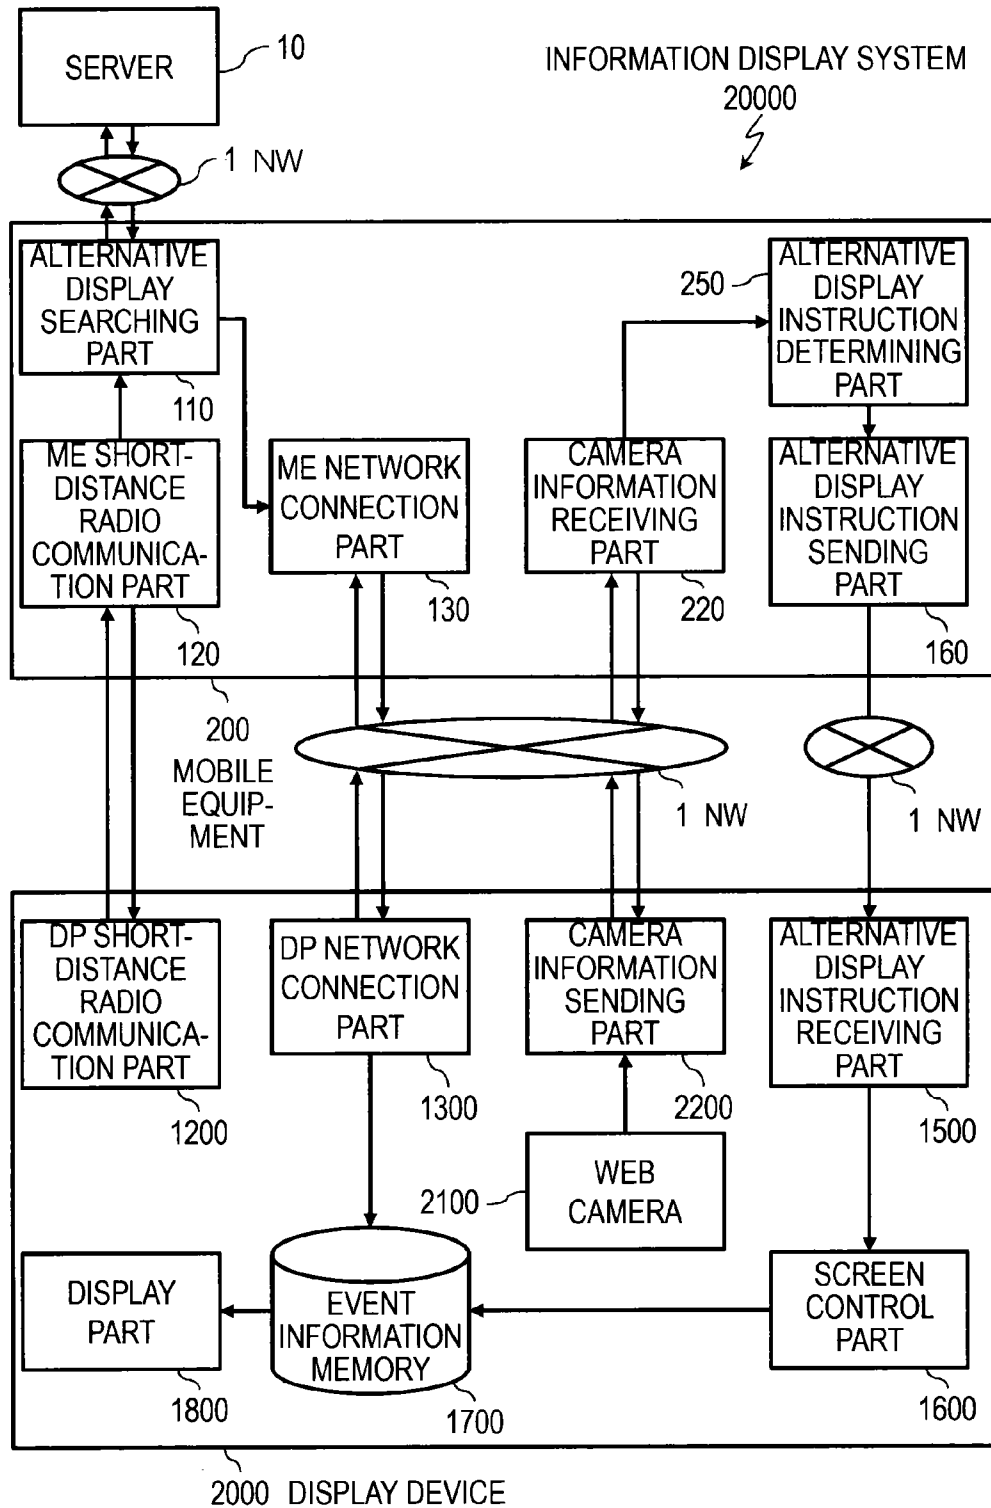 SERVER
10
INFORMATION DISPLAY SYSTEM
20000
1 NW
ALTERNATIVE
DISPLAY
SEARCHING
PART
110
250
ALTERNATIVE
DISPLAY
INSTRUCTION
DETERMINING
PART
ME SHORT-
DISTANCE
RADIO
COMMUNICA-
TION PART
120
ME NETWORK
CONNECTION
PART
130
CAMERA
INFORMATION
RECEIVING
PART
220
ALTERNATIVE
DISPLAY
INSTRUCTION
SENDING
PART
160
200
MOBILE
EQUIP-
MENT
1 NW
1 NW
DP SHORT-
DISTANCE
RADIO
COMMUNICA-
TION PART
1200
DP NETWORK
CONNECTION
PART
1300
CAMERA
INFORMATION
SENDING
PART
2200
ALTERNATIVE
DISPLAY
INSTRUCTION
RECEIVING
PART
1500
2100
WEB
CAMERA
DISPLAY
PART
1800
EVENT
INFORMATION
MEMORY
1700
SCREEN
CONTROL
PART
1600
2000 DISPLAY DEVICE